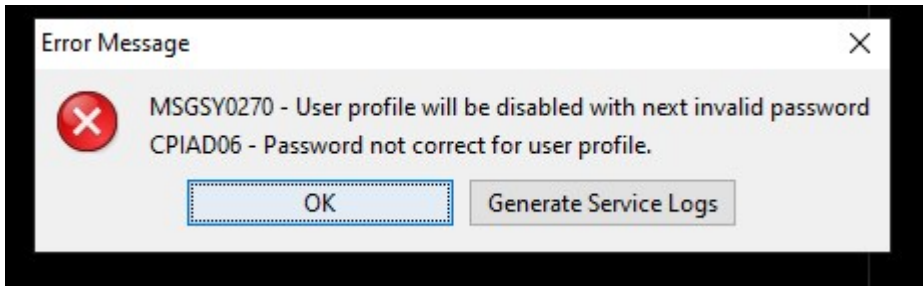 Error Message
MSGSY0270 - User profile will be disabled with next invalid password
CPIAD06 - Password not correct for user profile.
OK
Generate Service Logs